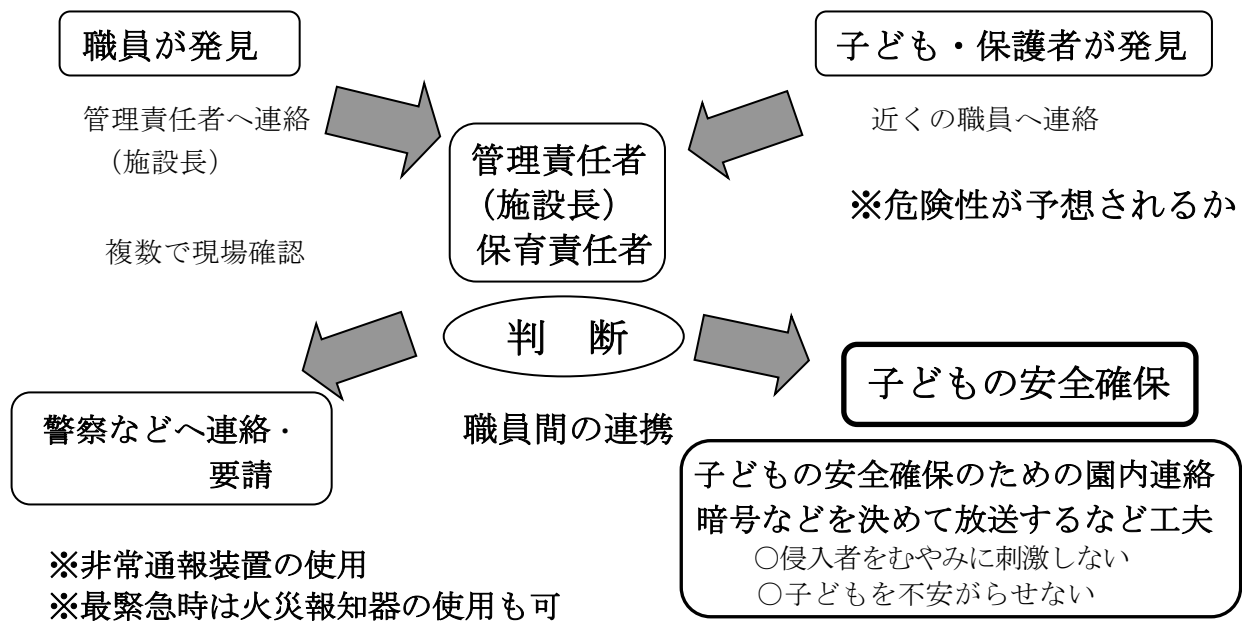 職員が発見
子ども・保護者が発見
管理責任者へ連絡
（施設長）
近くの職員へ連絡
管理責任者
（施設長）
保育責任者
※危険性が予想されるか
複数で現場確認
判　断
子どもの安全確保
警察などへ連絡・
要請
職員間の連携
子どもの安全確保のための園内連絡
暗号などを決めて放送するなど工夫
○侵入者をむやみに刺激しない
○子どもを不安がらせない
※非常通報装置の使用
※最緊急時は火災報知器の使用も可